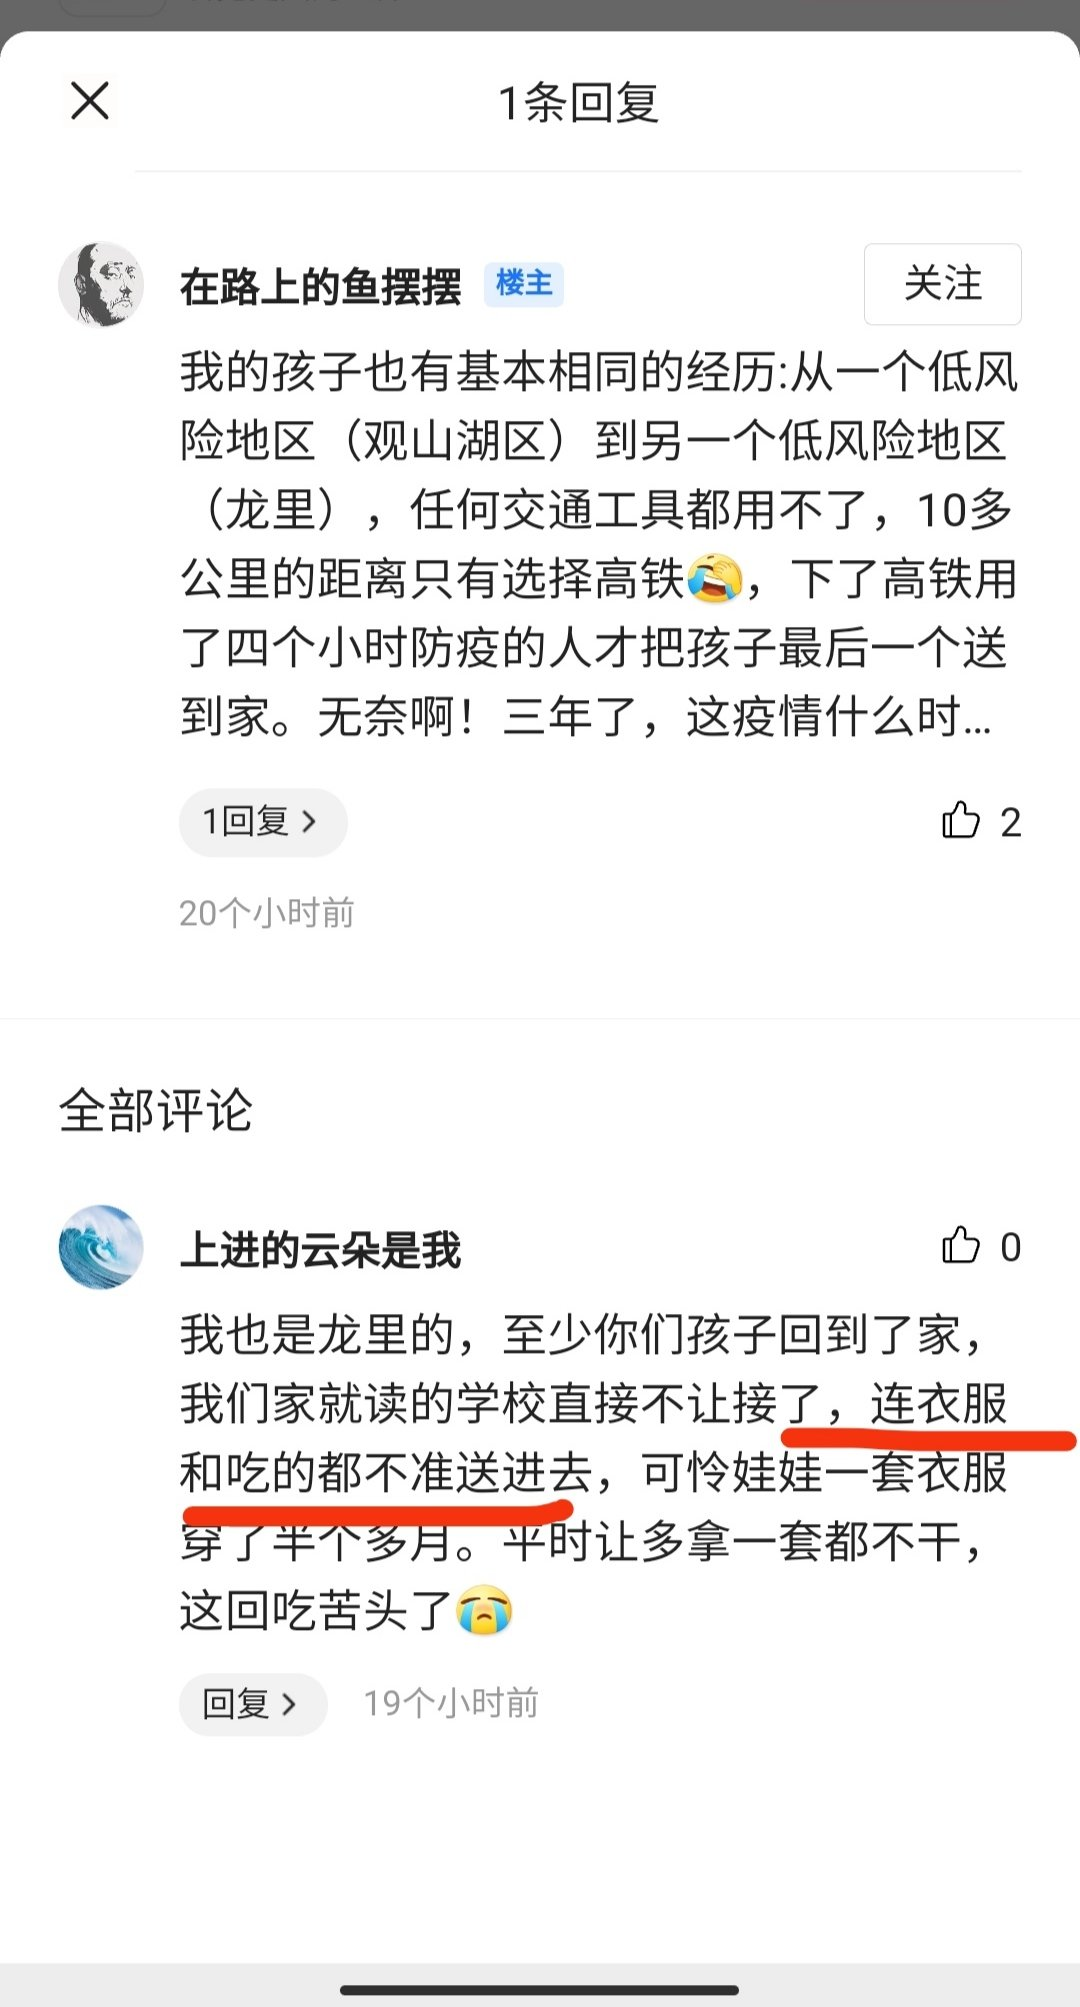 1条回复
在路上的鱼摆摆 楼主
关注
我的孩子也有基本相同的经历:从一个低风
险地区（观山湖区）到另一个低风险地区
（龙里），任何交通工具都用不了，10多
公里的距离只有选择高铁🤣，下了高铁用
了四个小时防疫的人才把孩子最后一个送
到家。无奈啊！三年了，这疫情什么时...
1回复
2
20个小时前
全部评论
上进的云朵是我
0
我也是龙里的，至少你们孩子回到了家，
我们家就读的学校直接不让接了，连衣服
和吃的都不准送进去，可怜娃娃一套衣服
穿了半个多月。平时让多拿一套都不干，
这回吃苦头了😭
回复
19个小时前